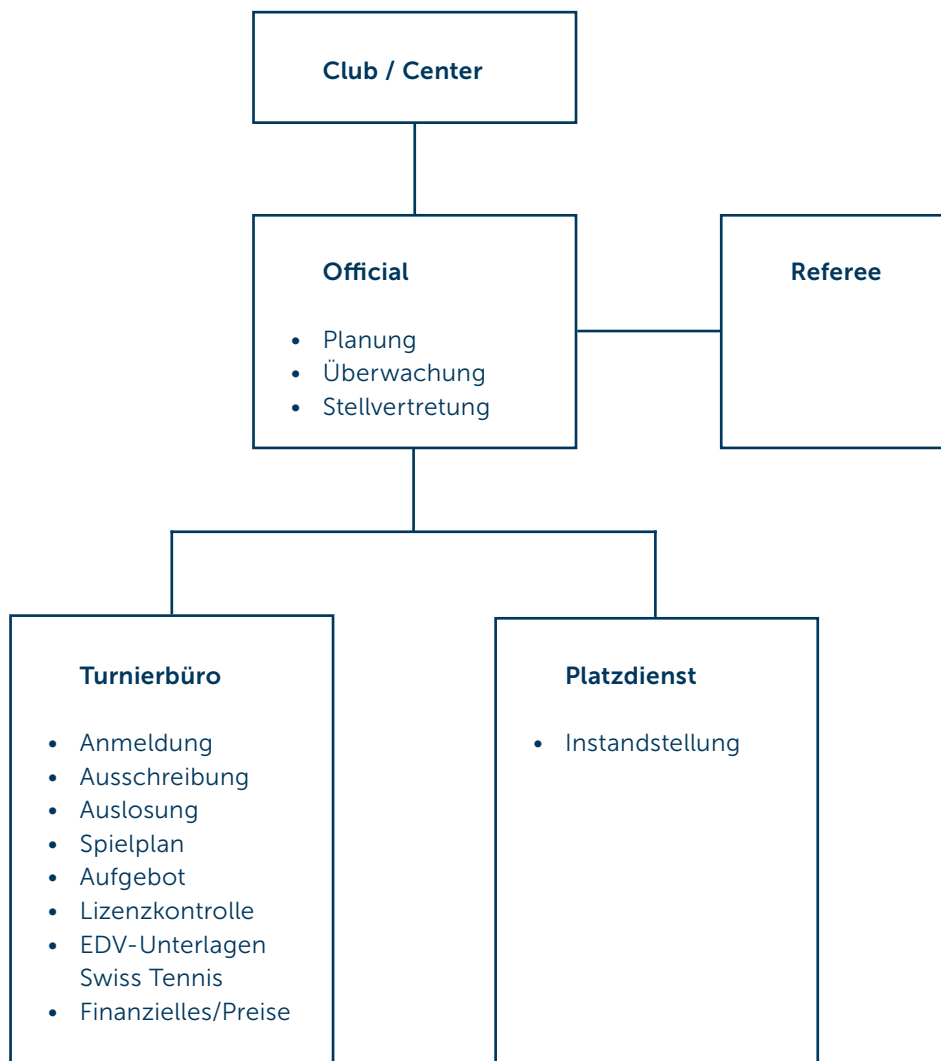 Club / Center
Official
• Planung
• Überwachung
• Stellvertretung
Referee
Turnierbüro
• Anmeldung
• Ausschreibung
• Auslosung
• Spielplan
• Aufgebot
• Lizenzkontrolle
• EDV-Unterlagen
Swiss Tennis
• Finanzielles/Preise
Platzdienst
• Instandstellung